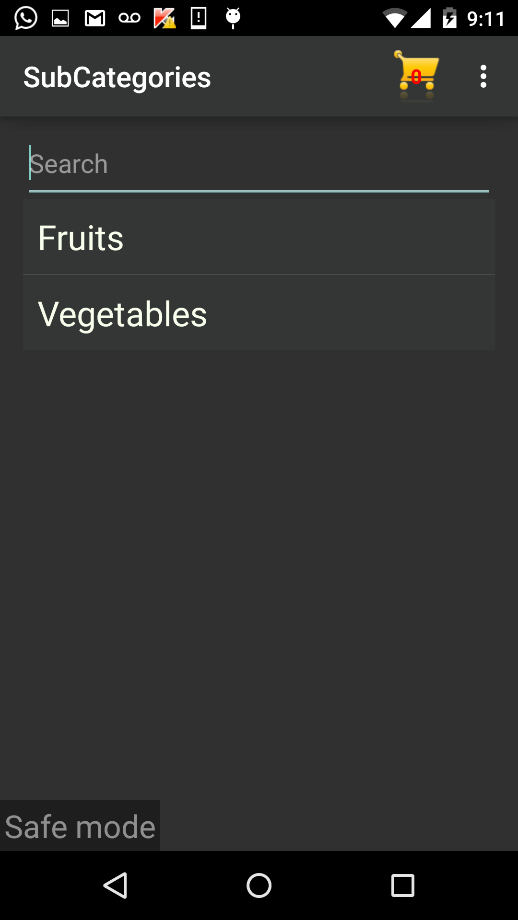 9:11
SubCategories
0
Search
Fruits
Vegetables
Safe mode